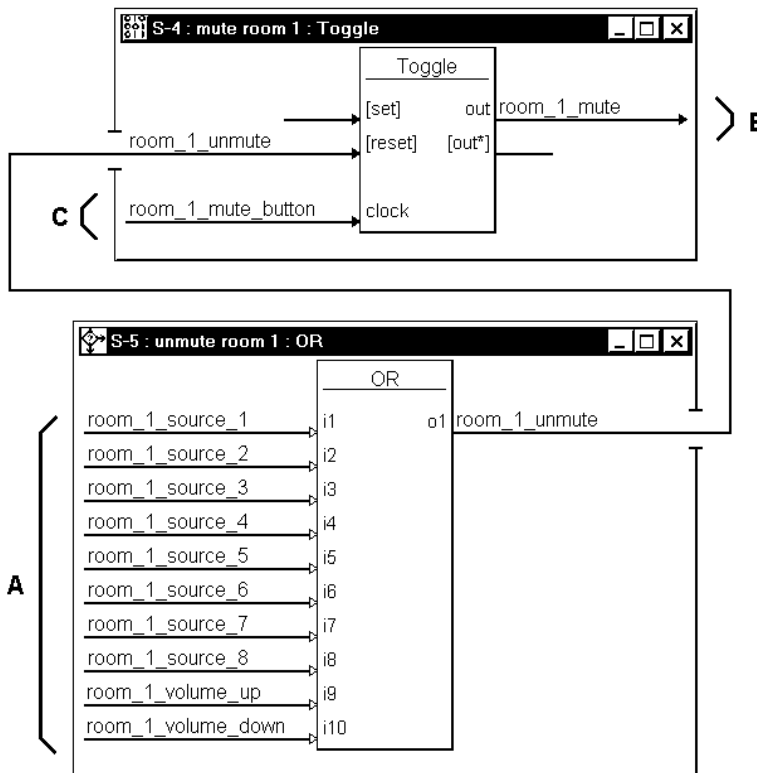 S-4 : mute room 1 : Toggle
Toggle
[set] out room_1_mute
room_1_unmute [reset] [out*]
C room_1_mute_button clock
S-5 : unmute room 1 : OR
OR
room_1_source_1 i1 o1 room_1_unmute
room_1_source_2 i2
room_1_source_3 i3
room_1_source_4 i4
room_1_source_5 i5
A room_1_source_6 i6
room_1_source_7 i7
room_1_source_8 i8
room_1_volume_up i9
room_1_volume_down i10